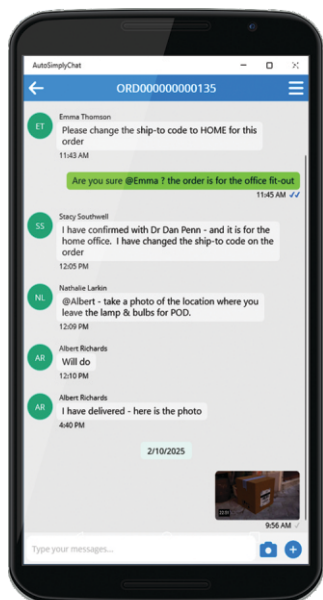 AutoSimplyChat
ORD000000000135
Emma Thomson
ET
Please change the ship-to code to HOME for this
order
11:43 AM
Are you sure @Emma ? the order is for the office fit-out
11:45 AM
Stacy Southwell
SS
I have confirmed with Dr Dan Penn - and it is for the
home office. I have changed the ship-to code on the
order
12:05 PM
Nathalie Larkin
NL
@Albert - take a photo of the location where you
leave the lamp & bulbs for POD.
12:09 PM
Albert Richards
AR
Will do
12:10 PM
Albert Richards
AR
I have delivered - here is the photo
4:40 PM
2/10/2025
9:56 AM
Type your messages...